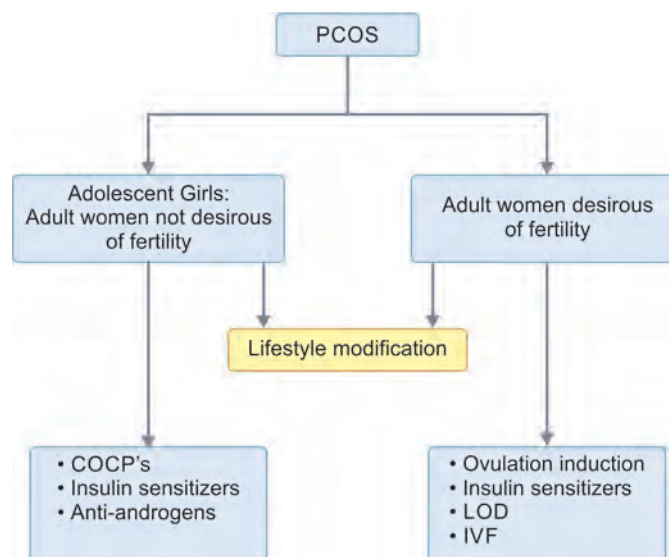 PCOS
Adolescent Girls:
Adult women not desirous
of fertility
Adult women desirous
of fertility
Lifestyle modification
• COCP's
• Insulin sensitizers
• Anti-androgens
• Ovulation induction
• Insulin sensitizers
• LOD
• IVF